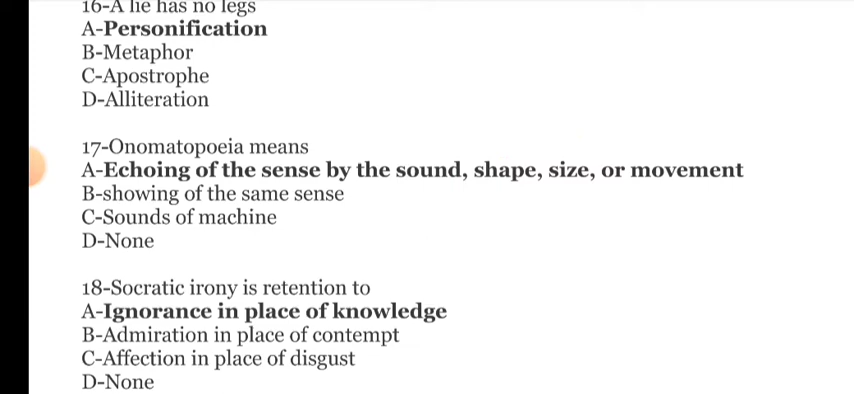 16-A lie has no legs
A-Personification
B-Metaphor
C-Apostrophe
D-Alliteration
17-Onomatopoeia means
A-Echoing of the sense by the sound, shape, size, or movement
B-showing of the same sense
C-Sounds of machine
D-None
18-Socratic irony is retention to
A-Ignorance in place of knowledge
B-Admiration in place of contempt
C-Affection in place of disgust
D-None